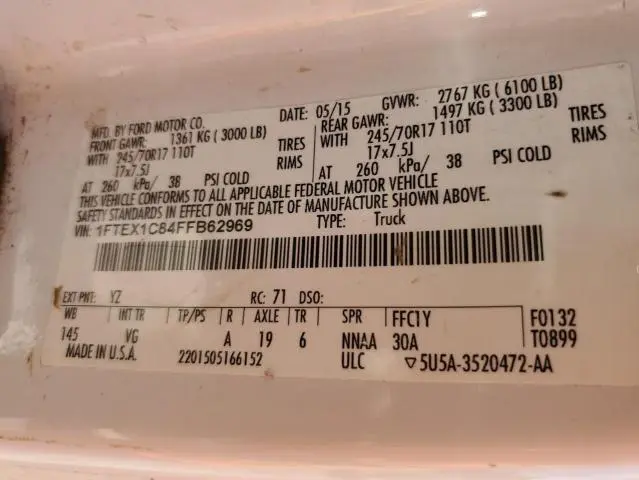 MFD. BY FORD MOTOR CO. DATE: 05/15 GVWR: 2767 KG ( 6100 LB)
FRONT GAWR: 1361 KG ( 3000 LB) REAR GAWR: 1497 KG ( 3300 LB)
WITH 245/70R17 110T TIRES WITH 245/70R17 110T TIRES
17x7.5J RIMS 17x7.5J RIMS
AT 260 kPa/ 38 PSI COLD AT 260 kPa/ 38 PSI COLD
THIS VEHICLE CONFORMS TO ALL APPLICABLE FEDERAL MOTOR VEHICLE
SAFETY STANDARDS IN EFFECT ON THE DATE OF MANUFACTURE SHOWN ABOVE.
VIN: 1FTEX1C84FFB62969 TYPE: Truck
EXT PNT: YZ RC: 71 DSO:
WB INT TR TP/PS R AXLE TR SPR FFC1Y F0132
145 VG A 19 6 NNAA 30A T0899
MADE IN U.S.A. 2201505166152 ULC ▽5U5A-3520472-AA